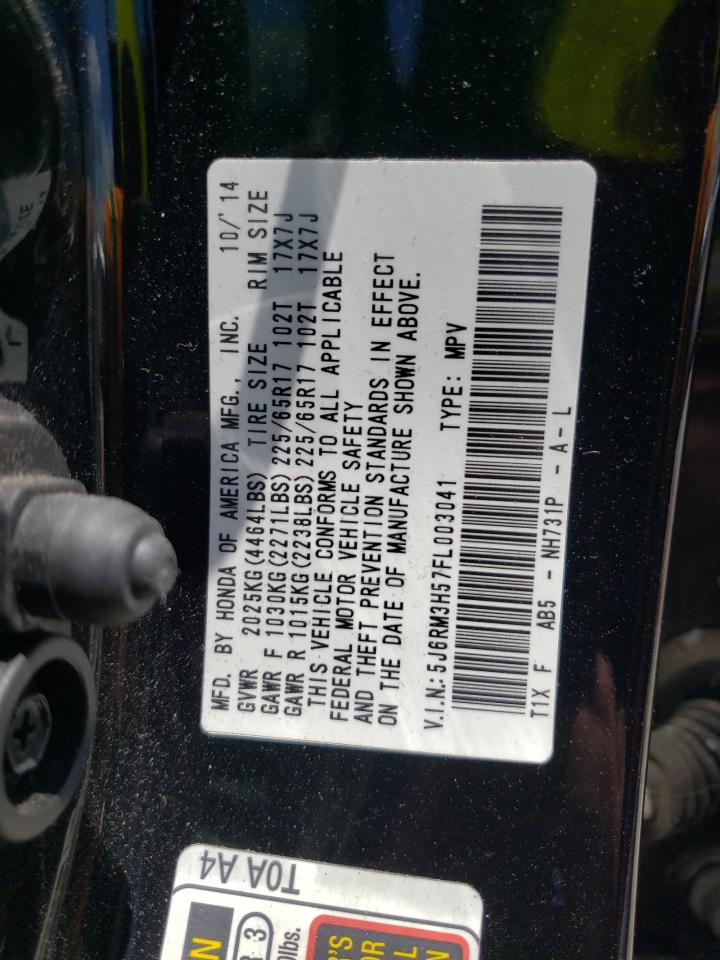 MFD. BY HONDA OF AMERICA MFG., INC. 10/'14
GVWR 2025KG(4464LBS) TIRE SIZE RIM SIZE
GAWR F 1030KG(2271LBS) 225/65R17 102T 17X7J
GAWR R 1015KG(2238LBS) 225/65R17 102T 17X7J
THIS VEHICLE CONFORMS TO ALL APPLICABLE
FEDERAL MOTOR VEHICLE SAFETY
AND THEFT PREVENTION STANDARDS IN EFFECT
ON THE DATE OF MANUFACTURE SHOWN ABOVE.
V.I.N.: 5J6RM3H57FL003041 TYPE: MPV
T1X F AB5 - NH731P - A - L
T0A A4
N
3
lbs.
'S
OR
L
N